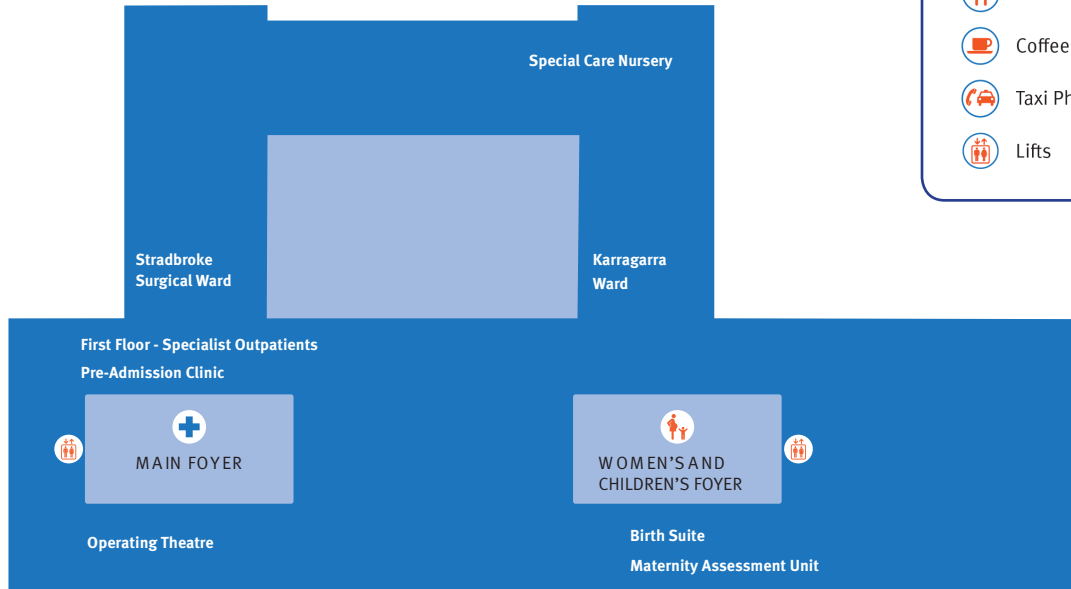 Special Care Nursery
Coffee
Taxi
Lifts
Stradbroke
Surgical Ward
Karragarra
Ward
First Floor - Specialist Outpatients
Pre-Admission Clinic
MAIN FOYER
WOMEN'S AND
CHILDREN'S FOYER
Operating Theatre
Birth Suite
Maternity Assessment Unit